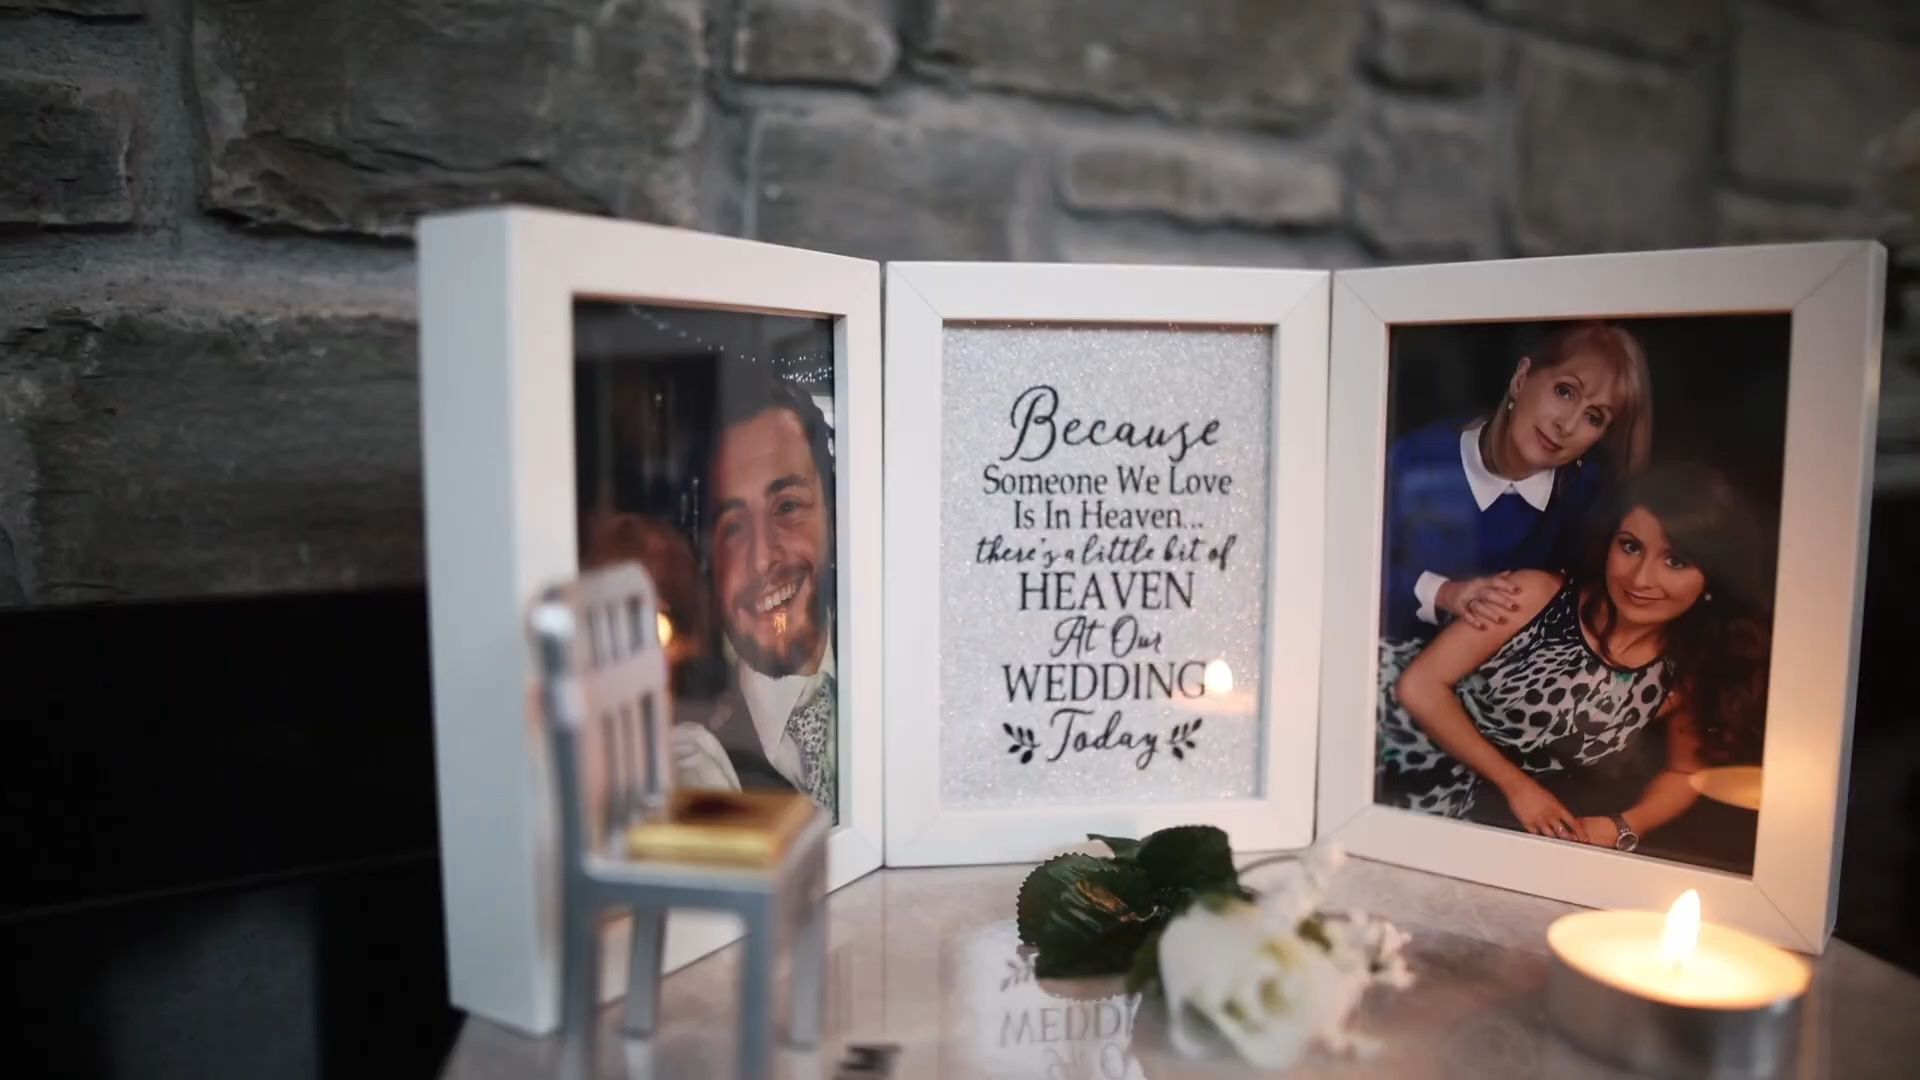 Because
Someone We Love
Is In Heaven...
there's a little bit of
HEAVEN
At Our
WEDDING
Today